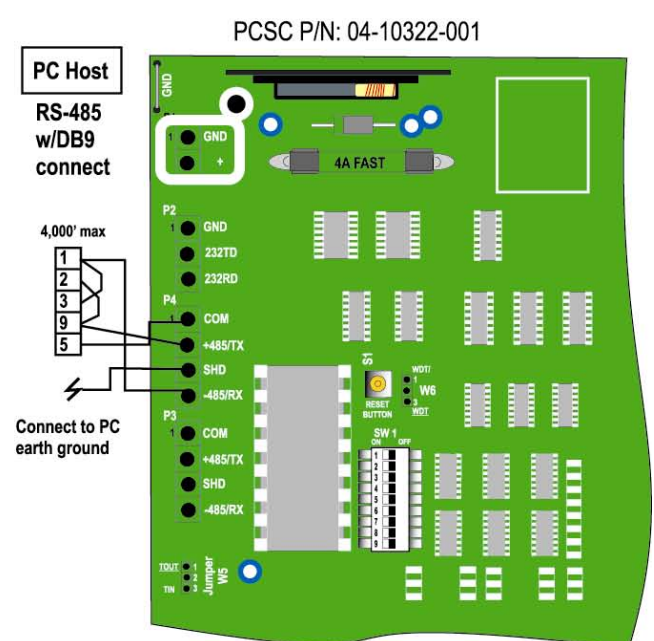 PCSC P/N: 04-10322-001
PC Host
RS-485
w/DB9
connect
GND
1 GND
+
4A FAST
4,000' max
1
2
3
9
5
P2
1 GND
232TD
232RD
P4
1 COM
+485/TX
SHD
-485/RX
Connect to PC
earth ground
P3
1 COM
+485/TX
SHD
-485/RX
TOUT 1
2
TIN 3
Jumper
W5
S1
RESET
BUTTON
WDT/
1
W6
3
WDT
SW 1
ON OFF
1
2
3
4
5
6
7
8
9